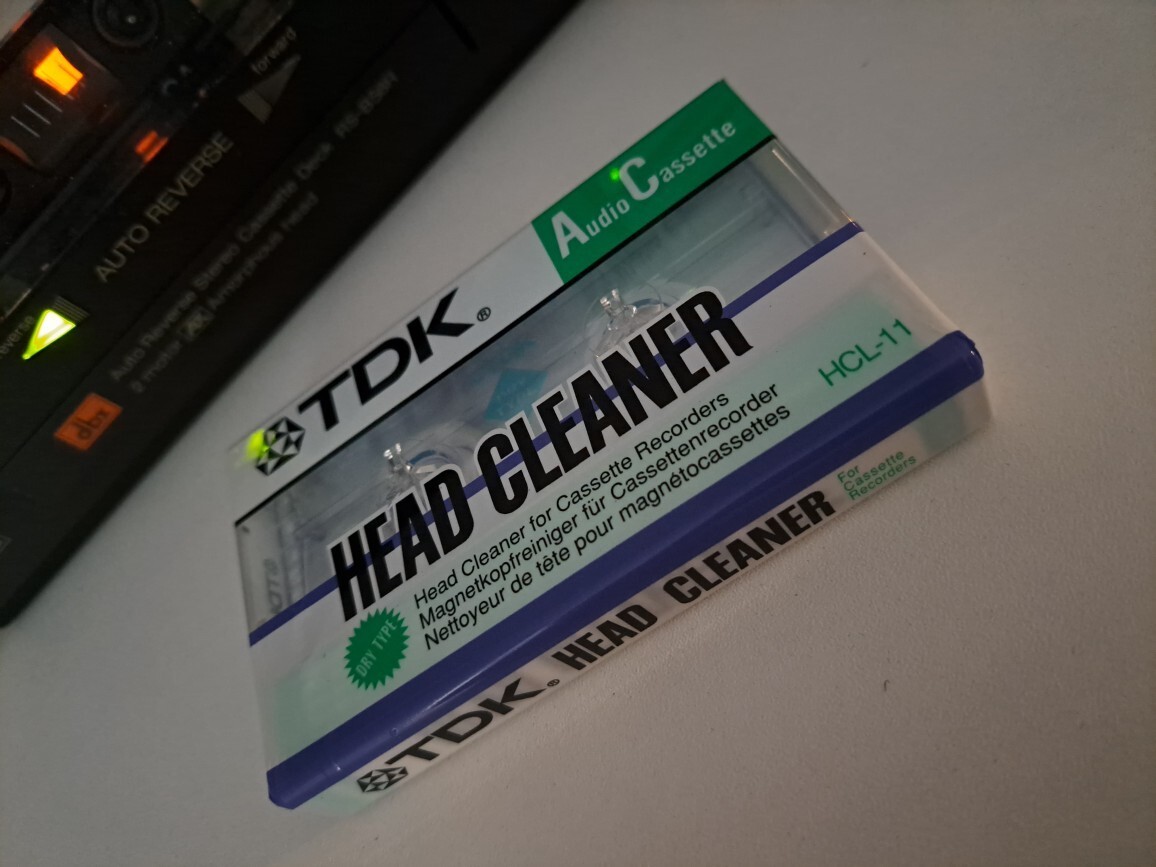 forward
AUTO REVERSE
reverse
Auto Reverse Stereo Cassette Deck
2 motor
Amorphous head
dbx
Audio Cassette
TDK®
HEAD CLEANER
HCL-11
Head Cleaner for Cassette Recorders
Magnetkopfreiniger für Cassettenrecorder
Nettoyeur de tête pour magnétocassettes
DRY TYPE
TDK® HEAD CLEANER
For
Cassette
Recorders